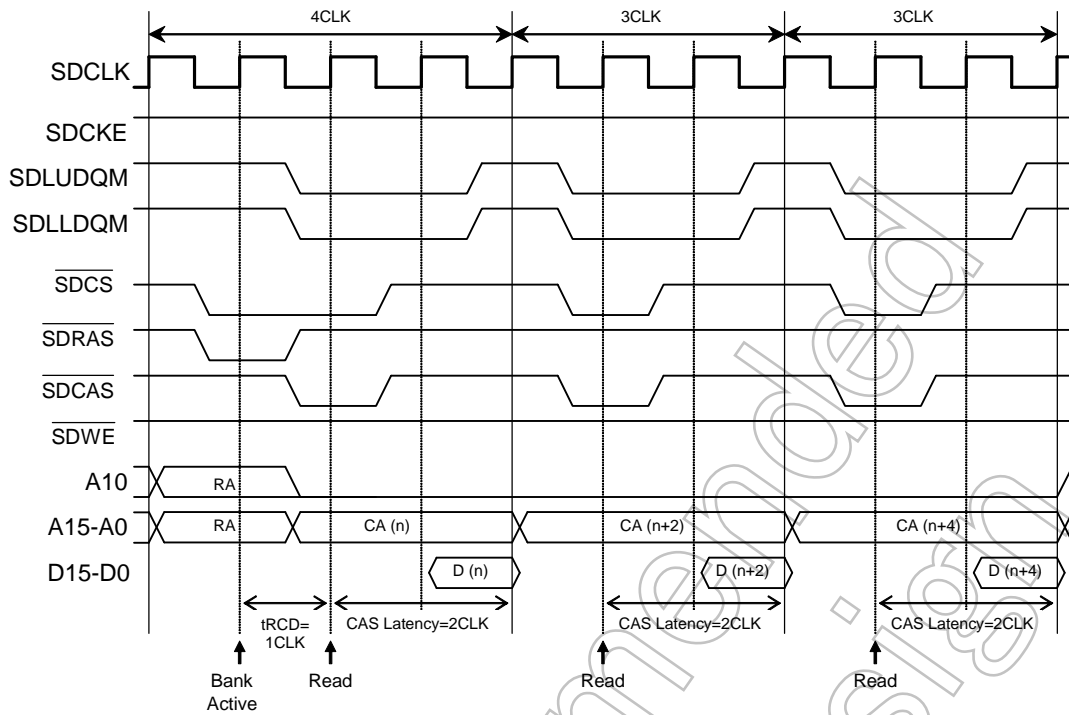 4CLK 3CLK 3CLK
SDCLK
SDCKE
SDLUDQM
SDLLDQM
SDCS
SDRAS
SDCAS
SDWE
A10 RA
A15-A0 RA CA (n) CA (n+2) CA (n+4)
D15-D0 D (n) D (n+2) D (n+4)
tRCD=
1CLK
CAS Latency=2CLK CAS Latency=2CLK CAS Latency=2CLK
Bank
Active
Read Read Read
mended
sign